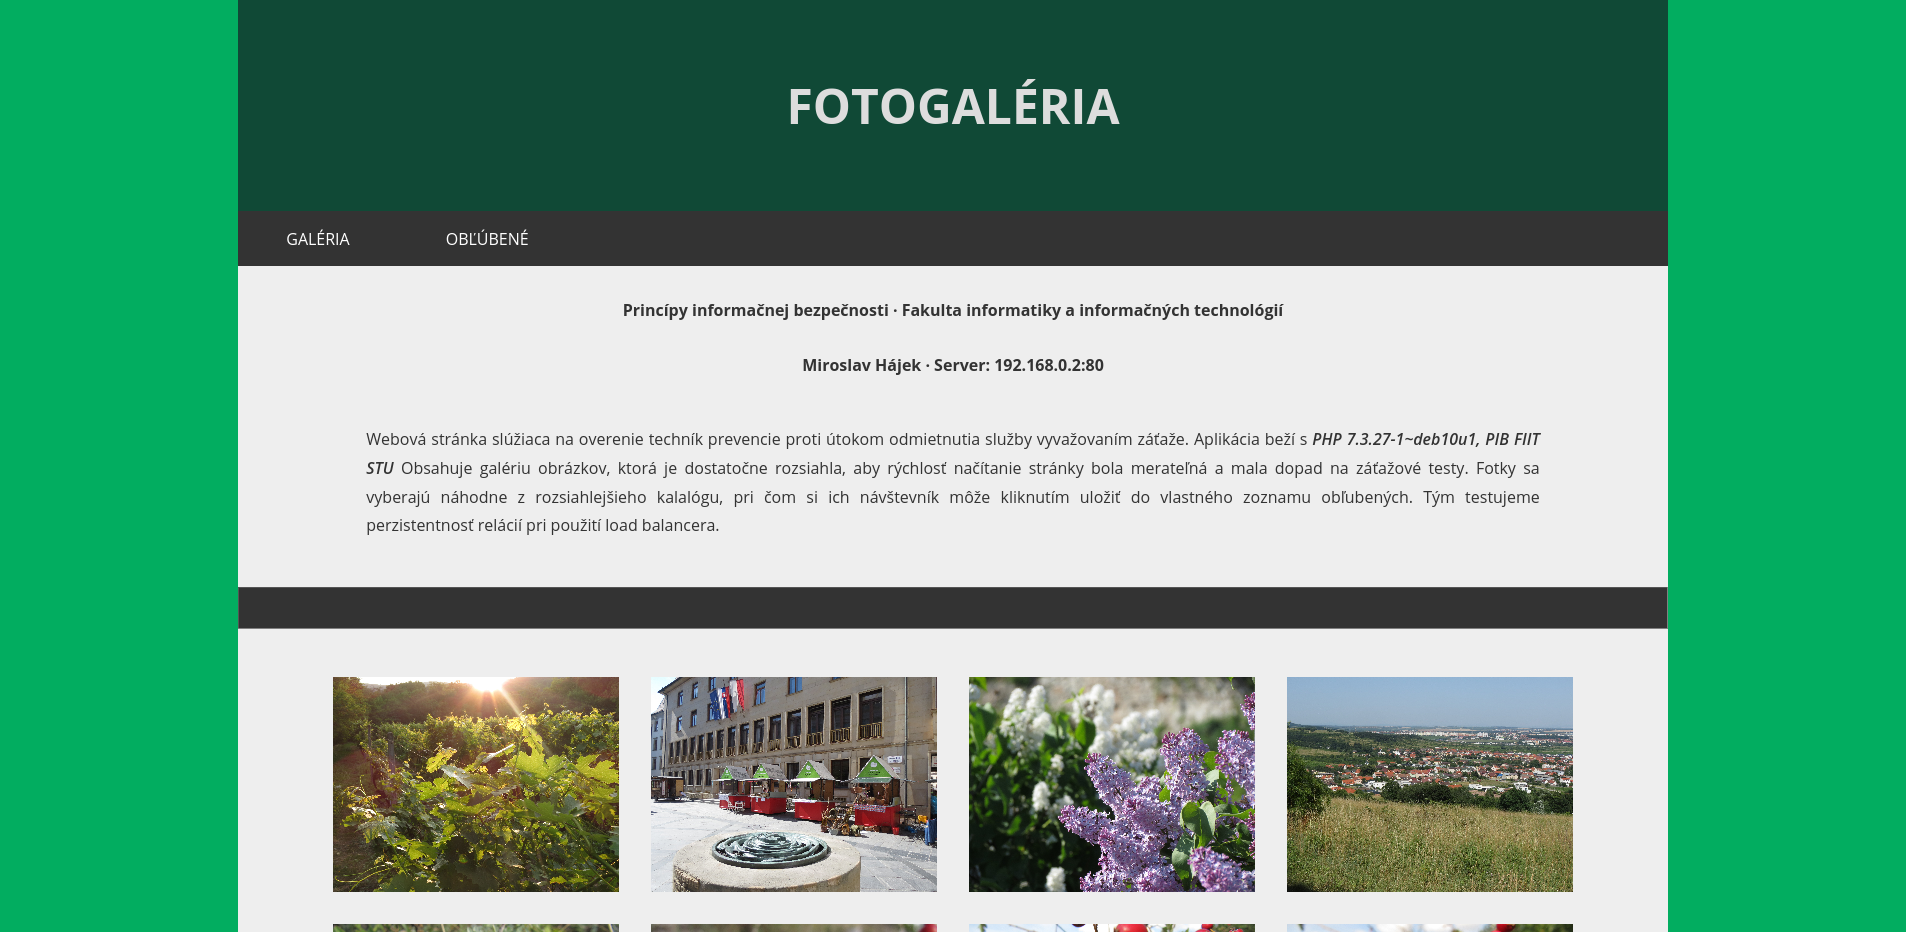 FOTOGALÉRIA
GALÉRIA
OBĽÚBENÉ
Princípy informačnej bezpečnosti · Fakulta informatiky a informačných technológií
Miroslav Hájek · Server: 192.168.0.2:80
Webová stránka slúžiaca na overenie techník prevencie proti útokom odmietnutia služby vyvažovaním záťaže. Aplikácia beží s PHP 7.3.27-1~deb10u1, PIB FIIT
STU Obsahuje galériu obrázkov, ktorá je dostatočne rozsiahla, aby rýchlosť načítanie stránky bola merateľná a mala dopad na záťažové testy. Fotky sa
vyberajú náhodne z rozsiahlejšieho kalalógu, pri čom si ich návštevník môže kliknutím uložiť do vlastného zoznamu obľubených. Tým testujeme
perzistentnosť relácií pri použití load balancera.